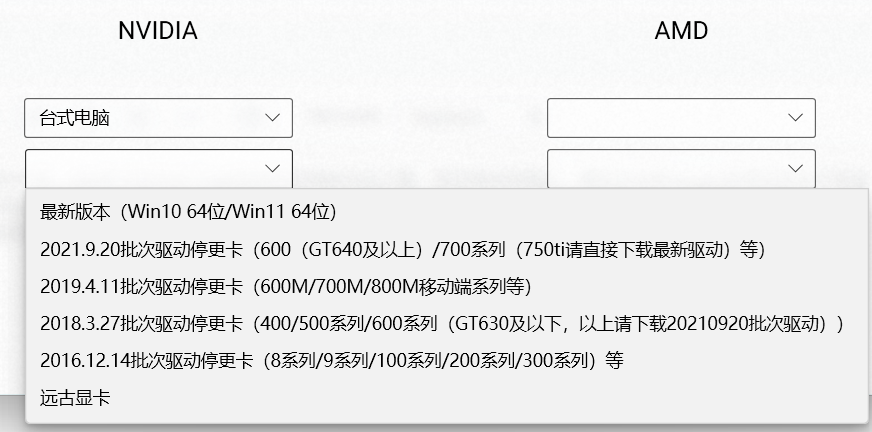 NVIDIA
AMD
台式电脑
最新版本（Win10 64位/Win11 64位）
2021.9.20批次驱动停更卡（600（GT640及以上）/700系列（750ti请直接下载最新驱动）等）
2019.4.11批次驱动停更卡（600M/700M/800M移动端系列等）
2018.3.27批次驱动停更卡（400/500系列/600系列（GT630及以下，以上请下载20210920批次驱动））
2016.12.14批次驱动停更卡（8系列/9系列/100系列/200系列/300系列）等
远古显卡